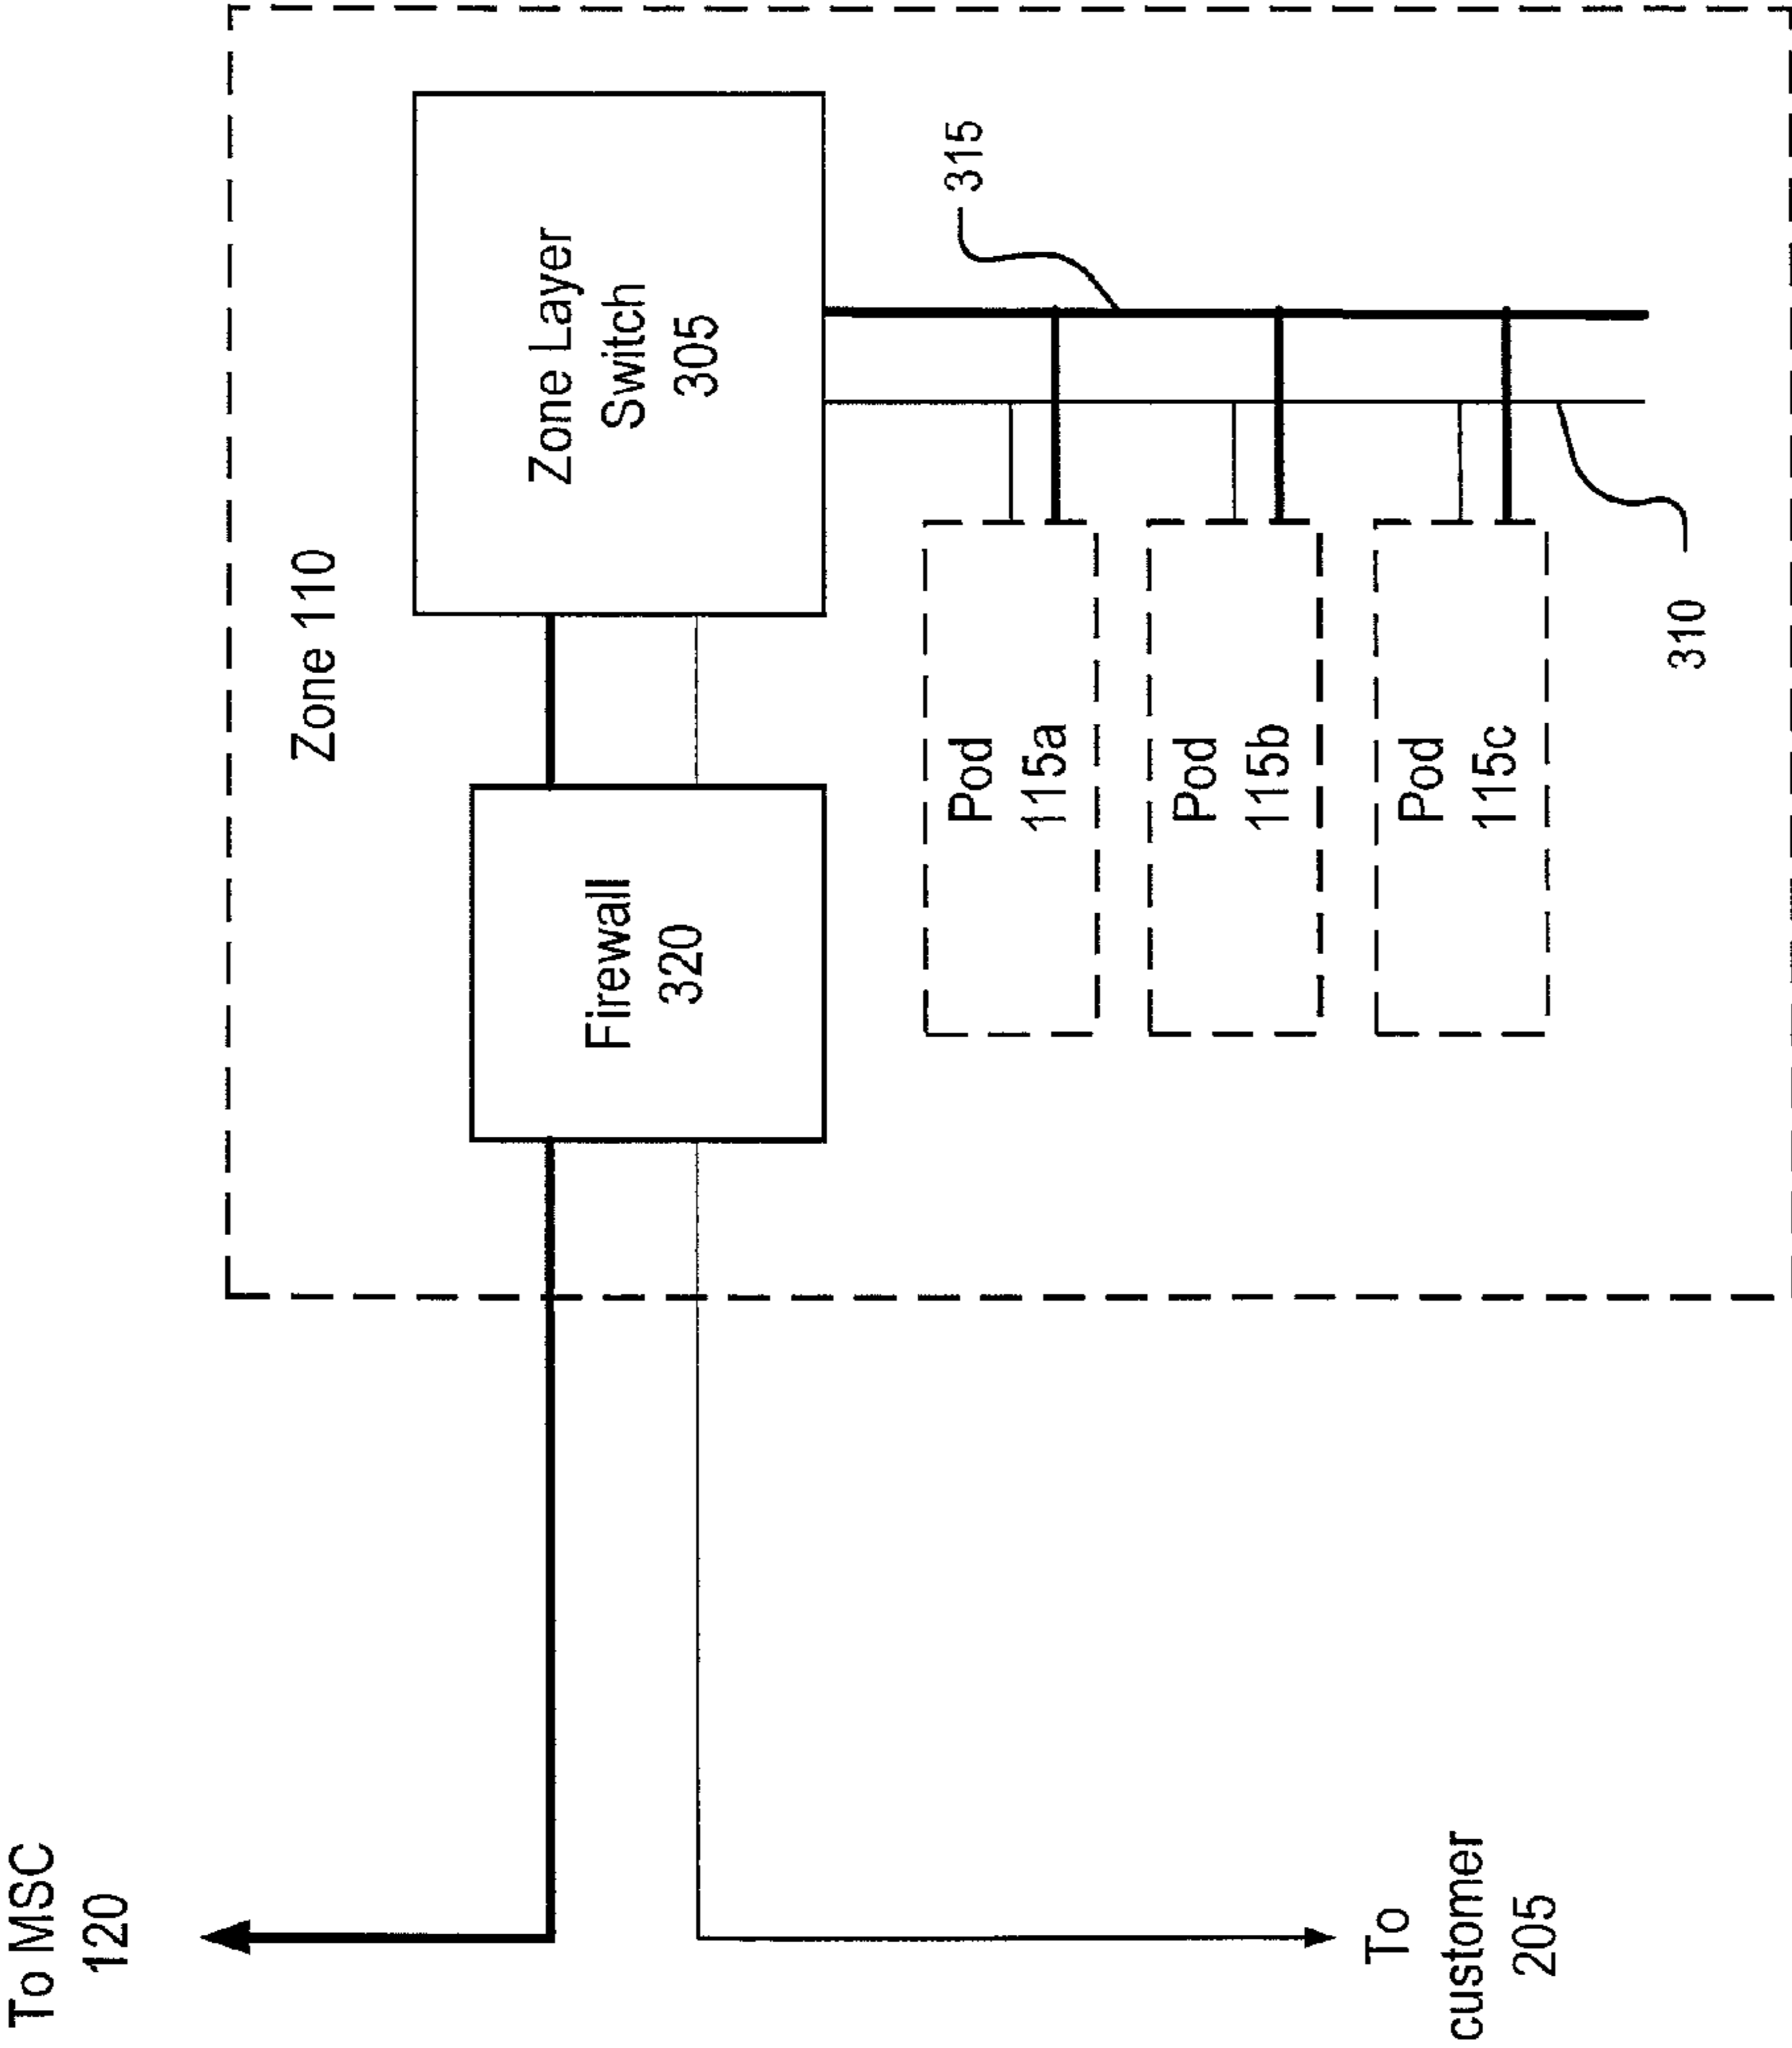 To MSC
120
Zone 110
Firewall
320
Zone Layer
Switch
305
315
Pod
115a
Pod
115b
Pod
115c
310
To
customer
205